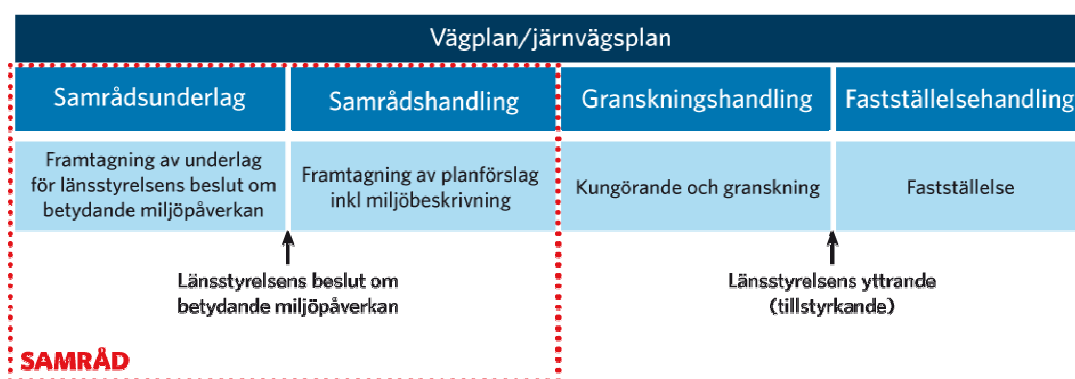 Vägplan/järnvägsplan
Samrådsunderlag
Samrådshandling
Granskningshandling
Fastställelsehandling
Framtagning av underlag
för länsstyrelsens beslut om
betydande miljöpåverkan
Framtagning av planförslag
inkl miljöbeskrivning
Kungörande och granskning
Fastställelse
Länsstyrelsens beslut om
betydande miljöpåverkan
Länsstyrelsens yttrande
(tillstyrkande)
SAMRÅD